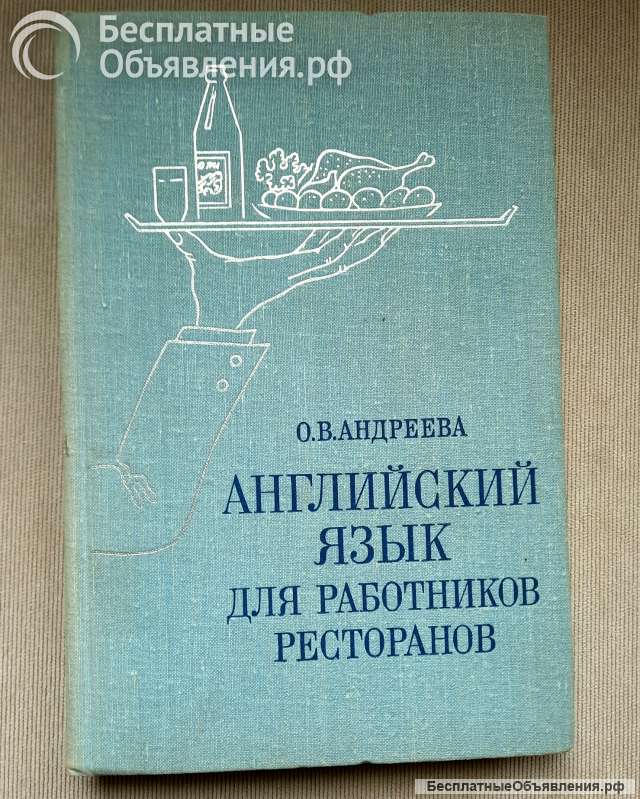 Бесплатные
Объявления.рф
О.В.АНДРЕЕВА
АНГЛИЙСКИЙ
ЯЗЫК
ДЛЯ РАБОТНИКОВ
РЕСТОРАНОВ
БесплатныеОбъявления.рф